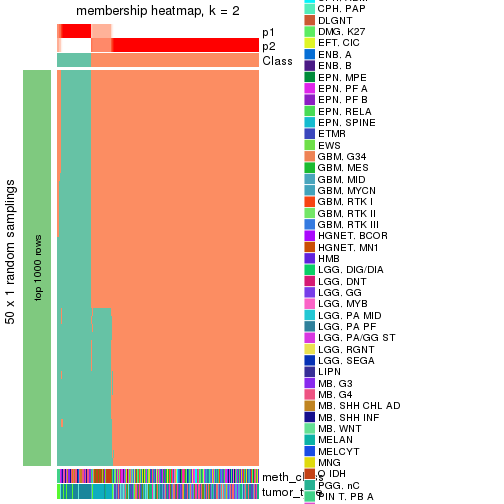 membership heatmap, k = 2
p1
p2
Class
50 x 1 random samplings
top 1000 rows
CPH. PAP
DLGNT
DMG. K27
EFT. CIC
ENB. A
ENB. B
EPN. MPE
EPN. PF A
EPN. PF B
EPN. RELA
EPN. SPINE
ETMR
EWS
GBM. G34
GBM. MES
GBM. MID
GBM. MYCN
GBM. RTK I
GBM. RTK II
GBM. RTK III
HGNET. BCOR
HGNET. MN1
HMB
LGG. DIG/DIA
LGG. DNT
LGG. GG
LGG. MYB
LGG. PA MID
LGG. PA PF
LGG. PA/GG ST
LGG. RGNT
LGG. SEGA
LIPN
MB. G3
MB. G4
MB. SHH CHL AD
MB. SHH INF
MB. WNT
MELAN
MELCYT
MNG
O IDH
PGG. nC
PIN T. PB A
meth_cl
tumor_t